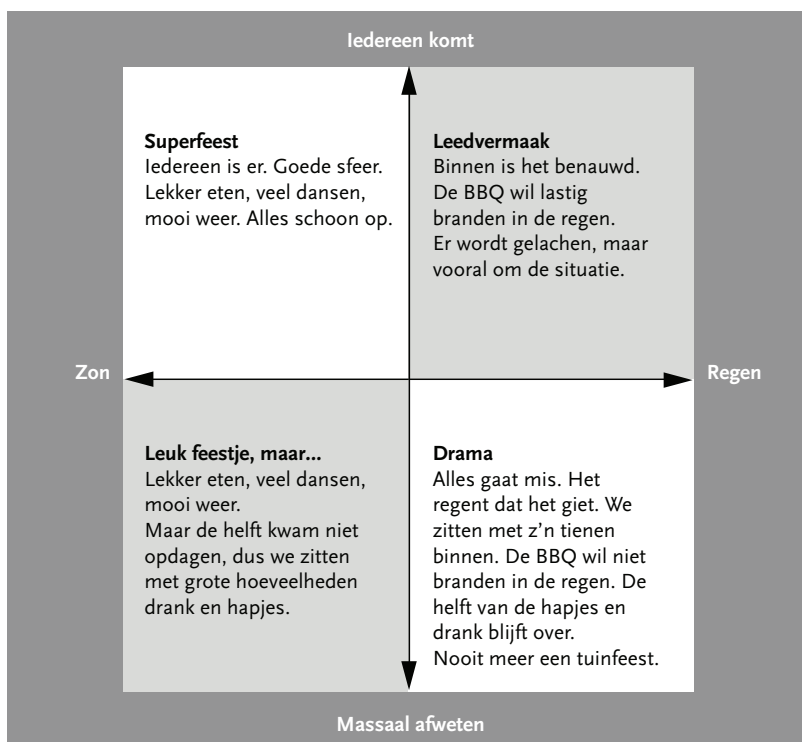 Iedereen komt
Superfeest
Iedereen is er. Goede sfeer.
Lekker eten, veel dansen,
mooi weer. Alles schoon op.
Leedvermaak
Binnen is het benauwd.
De BBQ wil lastig
branden in de regen.
Er wordt gelachen, maar
vooral om de situatie.
Zon
Regen
Leuk feestje, maar...
Lekker eten, veel dansen,
mooi weer.
Maar de helft kwam niet
opdagen, dus we zitten
met grote hoeveelheden
drank en hapjes.
Drama
Alles gaat mis. Het
regent dat het giet. We
zitten met z’n tienen
binnen. De BBQ wil niet
branden in de regen. De
helft van de hapjes en
drank blijft over.
Nooit meer een tuinfeest.
Massaal afweten